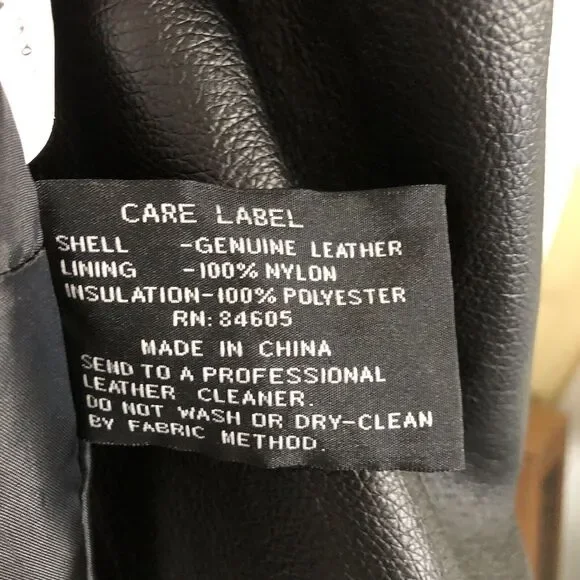 CARE LABEL
SHELL -GENUINE LEATHER
LINING -100% NYLON
INSULATION-100% POLYESTER
RN: 84605
MADE IN CHINA
SEND TO A PROFESSIONAL
LEATHER CLEANER.
DO NOT WASH OR DRY-CLEAN
BY FABRIC METHOD.